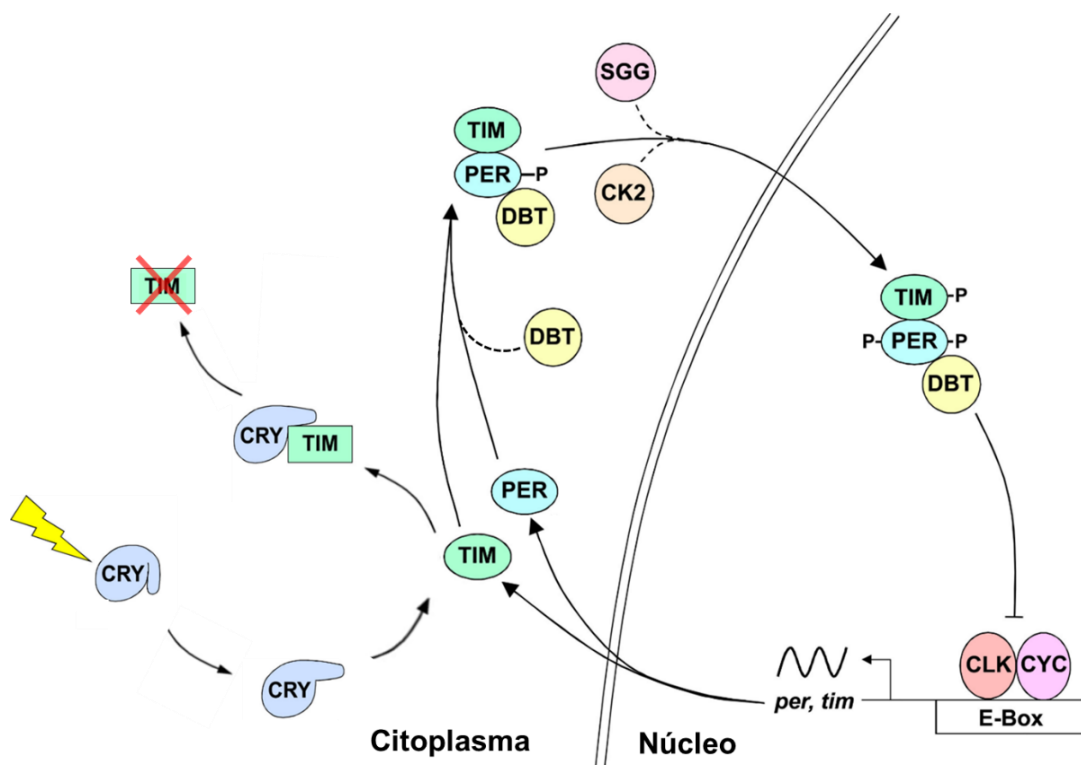 SGG
TIM
PER
P
DBT
CK2
TIM
TIM
P
P
PER
P
DBT
DBT
CRY
TIM
PER
TIM
CRY
CRY
CLK
CYC
per, tim
E-Box
Citoplasma
Núcleo